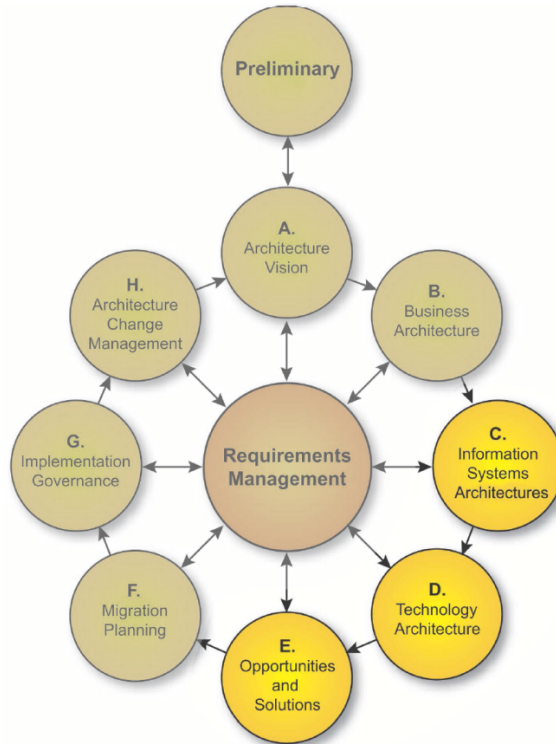 Preliminary
A.
Architecture
Vision
B.
Business
Architecture
C.
Information
Systems
Architectures
D.
Technology
Architecture
E.
Opportunities
and
Solutions
F.
Migration
Planning
G.
Implementation
Governance
H.
Architecture
Change
Management
Requirements
Management